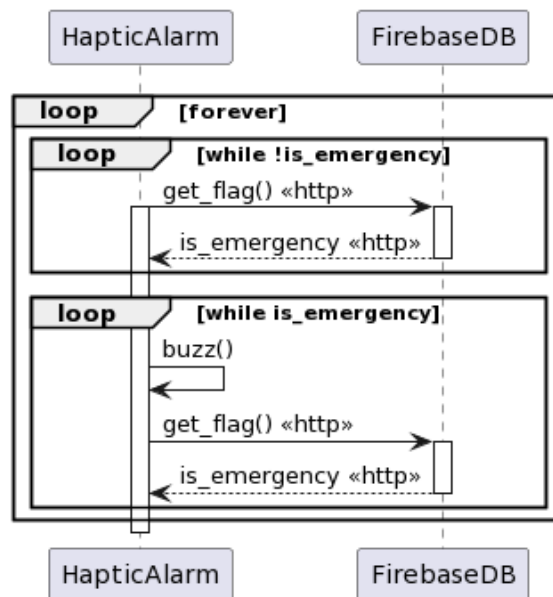 HapticAlarm FirebaseDB
loop [forever]
loop [while !is_emergency]
get_flag() «http»
is_emergency «http»
loop [while is_emergency]
buzz()
get_flag() «http»
is_emergency «http»
HapticAlarm FirebaseDB